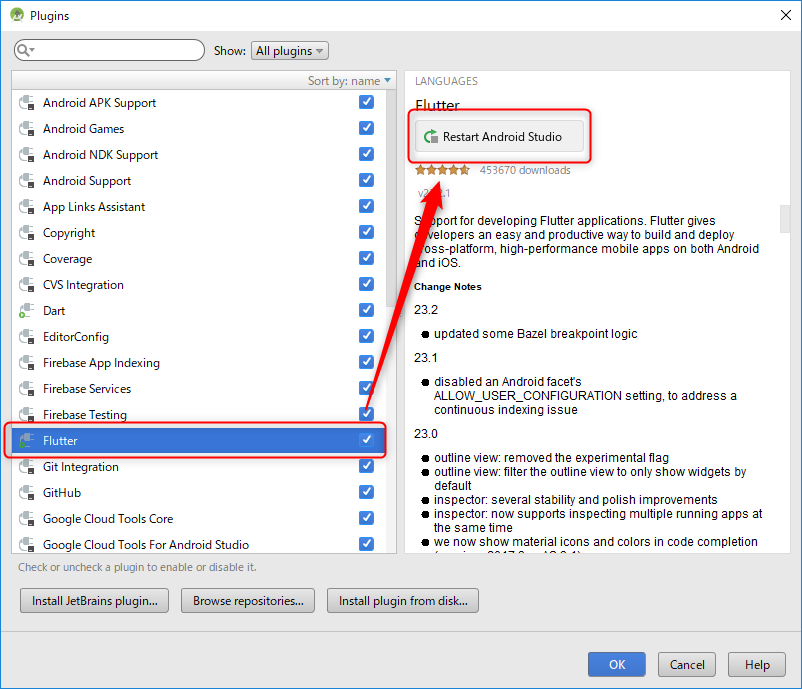 Plugins
Show: All plugins
Sort by: name
Android APK Support
Android Games
Android NDK Support
Android Support
App Links Assistant
Copyright
Coverage
CVS Integration
Dart
EditorConfig
Firebase App Indexing
Firebase Services
Firebase Testing
Flutter
Git Integration
GitHub
Google Cloud Tools Core
Google Cloud Tools For Android Studio
Check or uncheck a plugin to enable or disable it.
LANGUAGES
Flutter
Restart Android Studio
453670 downloads
Support for developing Flutter applications. Flutter gives
developers an easy and productive way to build and deploy
cross-platform, high-performance mobile apps on both Android
and iOS.
Change Notes
23.2
updated some Bazel breakpoint logic
23.1
disabled an Android facet's
ALLOW_USER_CONFIGURATION setting, to address a
continuous indexing issue
23.0
outline view: removed the experimental flag
outline view: filter the outline view to only show widgets by
default
inspector: several stability and polish improvements
inspector: now supports inspecting multiple running apps at
the same time
we now show material icons and colors in code completion
Install JetBrains plugin...
Browse repositories...
Install plugin from disk...
OK
Cancel
Help